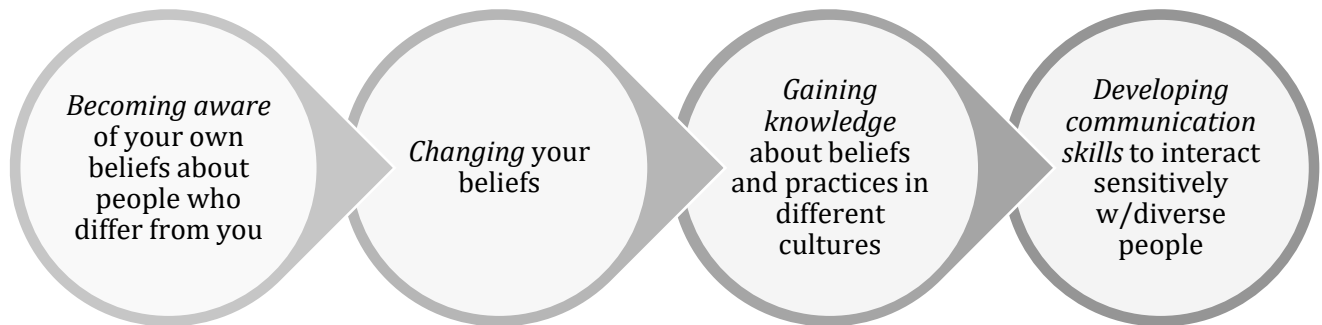 Becoming aware
of your own
beliefs about
people who
differ from you
Changing your
beliefs
Gaining
knowledge
about beliefs
and practices in
different
cultures
Developing
communication
skills to interact
sensitively
w/diverse
people